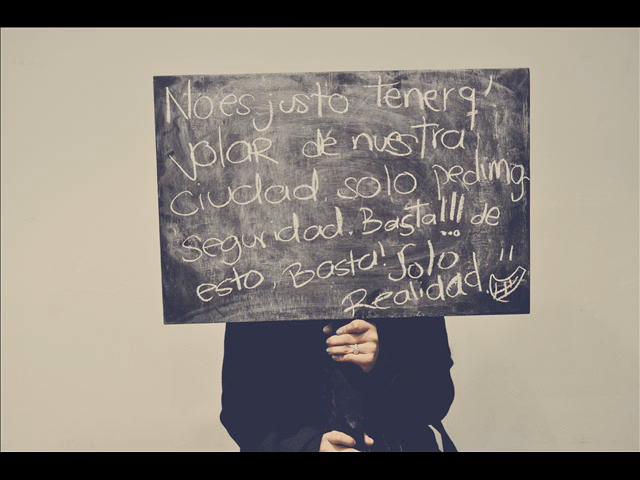 No es justo tener q'
volar de nuestra
ciudad. solo pedimos
seguridad. Basta!!! de
esto, Basta! Solo
Realidad.